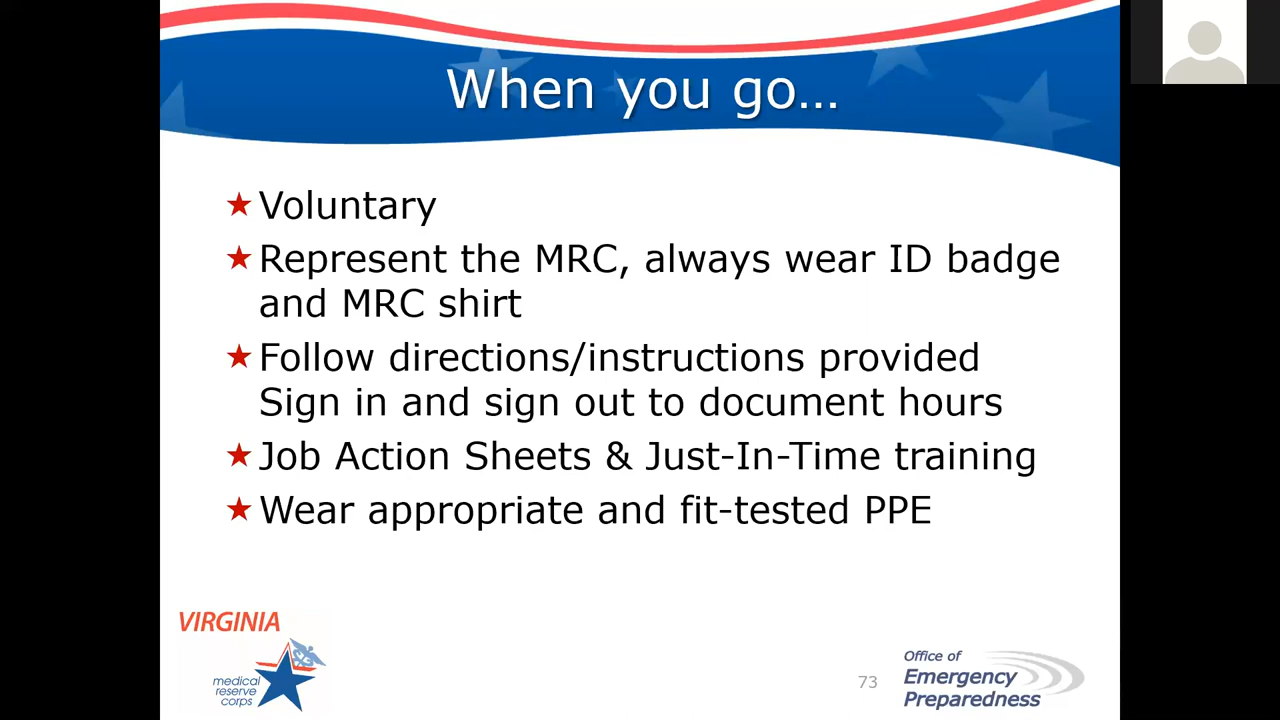 When you go…
Voluntary
Represent the MRC, always wear ID badge
and MRC shirt
Follow directions/instructions provided
Sign in and sign out to document hours
Job Action Sheets & Just-In-Time training
Wear appropriate and fit-tested PPE
VIRGINIA
medical
reserve
corps
73
Office of
Emergency
Preparedness